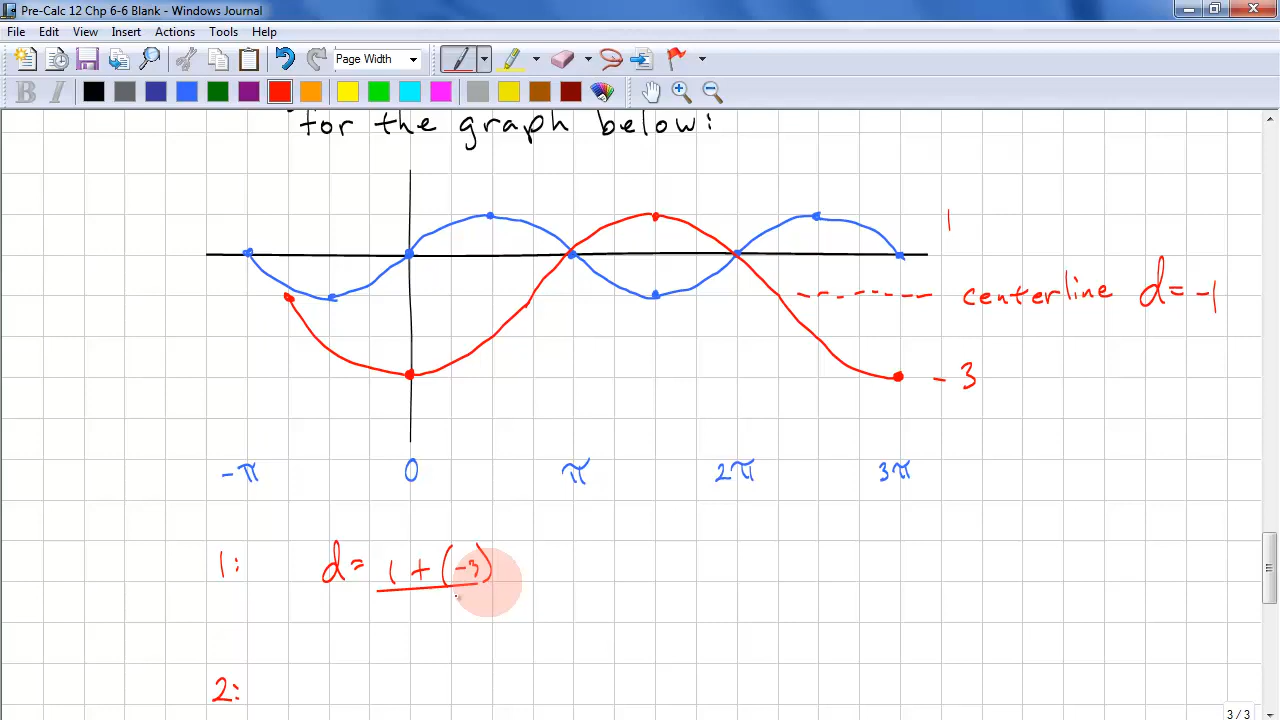 Pre-Calc 12 Chp 6-6 Blank - Windows Journal
File Edit View Insert Actions Tools Help
Page Width
B I
for the graph below:
1
centerline d = -1
-3
-π 0 π 2π 3π
1: d = 1 + (-3)
2:
3/3